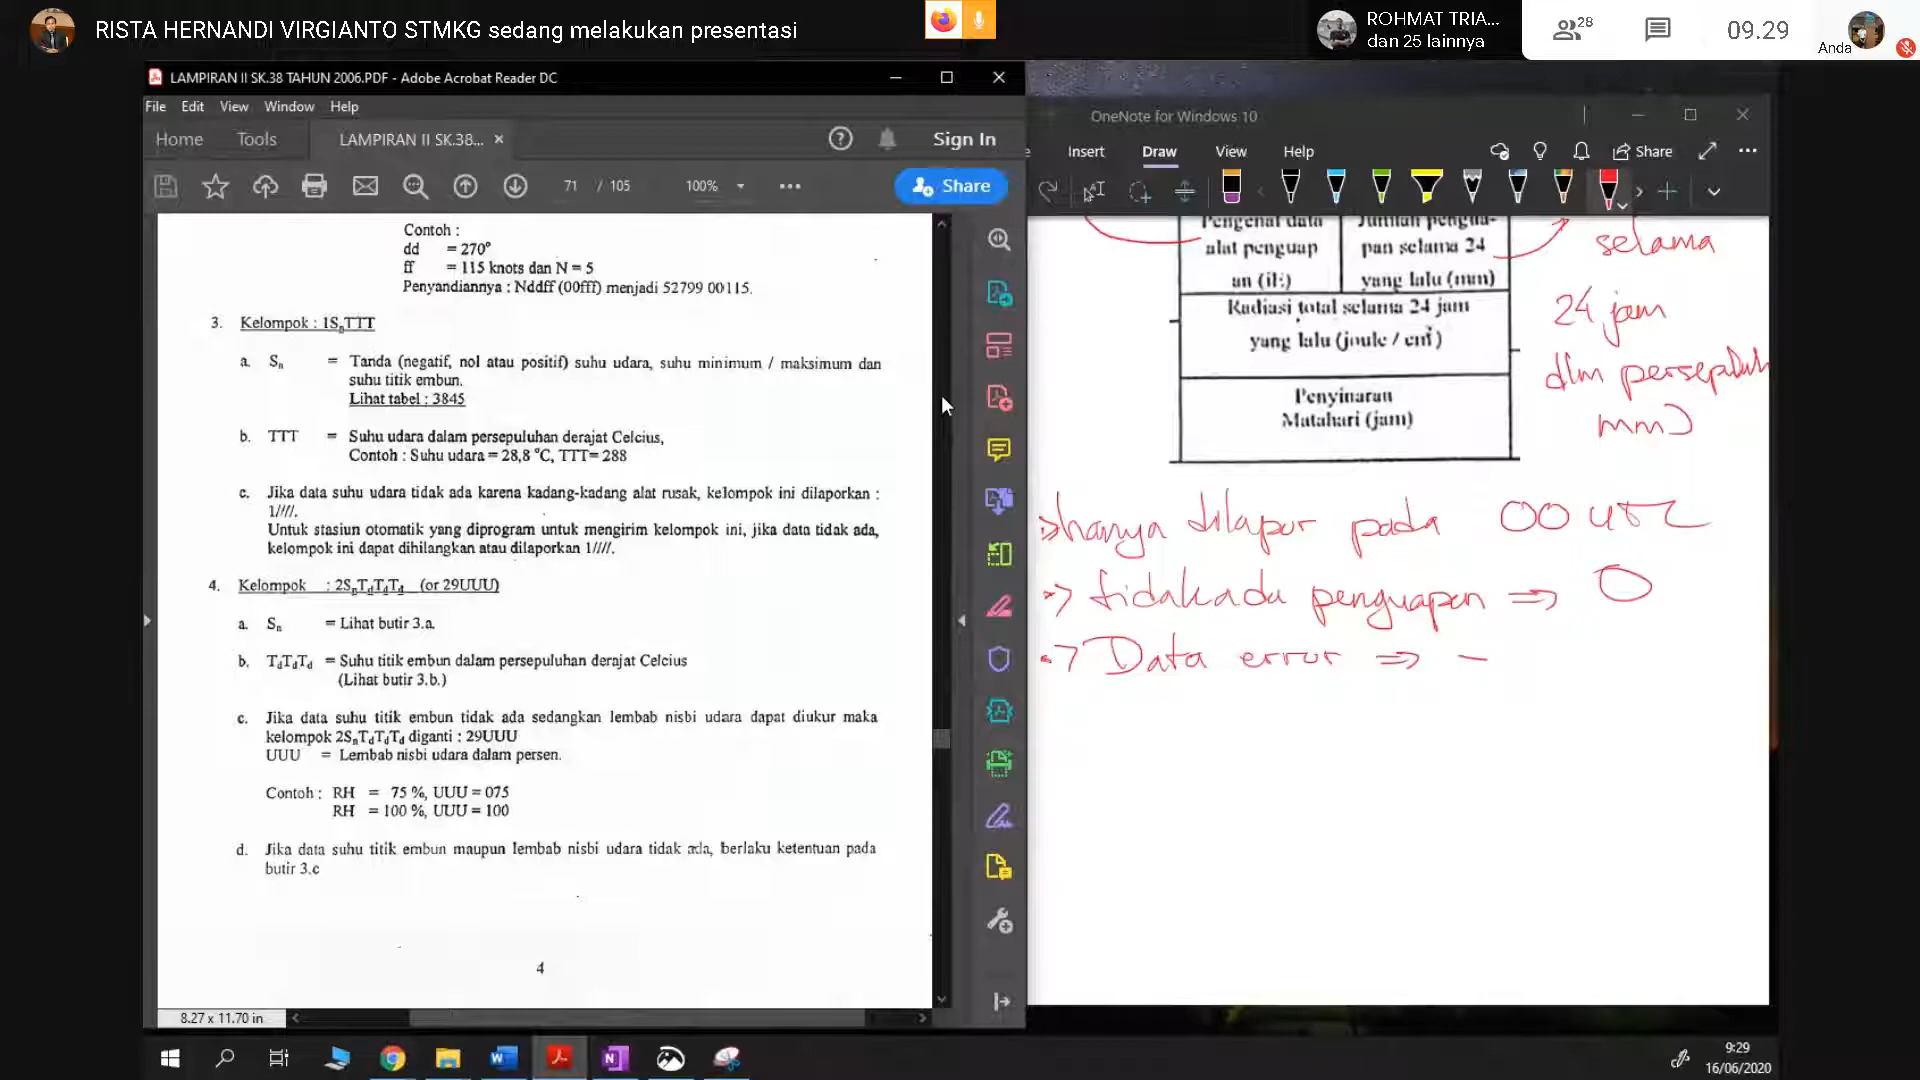 RISTA HERNANDI VIRGIANTO STMKG sedang melakukan presentasi
ROHMAT TRIA...
dan 25 lainnya
28
09.29
Anda
LAMPIRAN II SK.38 TAHUN 2006.PDF - Adobe Acrobat Reader DC
File Edit View Window Help
Home Tools LAMPIRAN II SK.38... × Sign In
71 / 105 100% Share
Contoh :
dd = 270°
ff = 115 knots dan N = 5
Penyandiannya : Nddff (00fff) menjadi 52799 00115.
3. Kelompok : 1SnTTT
a. Sn = Tanda (negatif, nol atau positif) suhu udara, suhu minimum / maksimum dan
suhu titik embun.
Lihat tabel : 3845
b. TTT = Suhu udara dalam persepuluhan derajat Celcius,
Contoh : Suhu udara = 28,8 °C, TTT= 288
c. Jika data suhu udara tidak ada karena kadang-kadang alat rusak, kelompok ini dilaporkan :
1////.
Untuk stasiun otomatik yang diprogram untuk mengirim kelompok ini, jika data tidak ada,
kelompok ini dapat dihilangkan atau dilaporkan 1////.
4. Kelompok : 2SnTdTdTd (or 29UUU)
a. Sn = Lihat butir 3.a.
b. TdTdTd = Suhu titik embun dalam persepuluhan derajat Celcius
(Lihat butir 3.b.)
c. Jika data suhu titik embun tidak ada sedangkan lembab nisbi udara dapat diukur maka
kelompok 2SnTdTdTd diganti : 29UUU
UUU = Lembab nisbi udara dalam persen.
Contoh : RH = 75 %, UUU = 075
RH = 100 %, UUU = 100
d. Jika data suhu titik embun maupun lembab nisbi udara tidak ada, berlaku ketentuan pada
butir 3.c
4
8.27 x 11.70 in
OneNote for Windows 10
Insert Draw View Help Share
Pengenal data
alat penguap
an (iE)
Jumlah pengua-
pan selama 24
yang lalu (mm)
Radiasi total selama 24 jam
yang lalu (joule / cm²)
Penyinaran
Matahari (jam)
selama
24 jam
dlm persepuluh
mm)
hanya dilapor pada 00 UTC
-> tidak ada penguapan => 0
-> Data error => -
9:29
16/06/2020